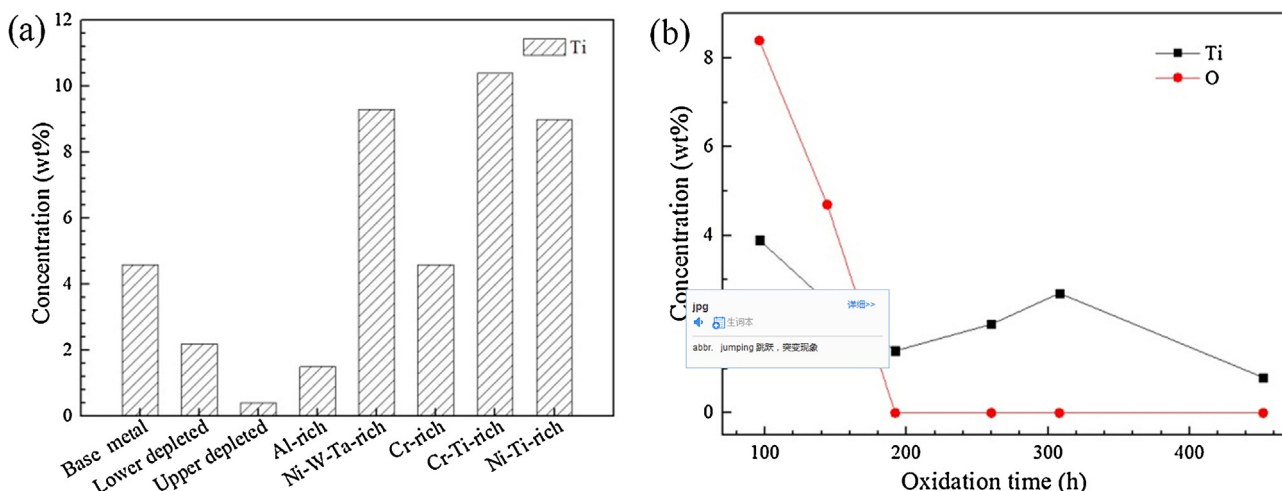 (a)
12
10
8
6
4
2
0
Concentration (wt%)
Ti
Base metal
Lower depleted
Upper depleted
Al-rich
Ni-W-Ta-rich
Cr-rich
Cr-Ti-rich
Ni-Ti-rich
(b)
8
4
0
Concentration (wt%)
Ti
O
jpg
详细>>
生词本
abbr. jumping 跳跃，突变现象
100
200
300
400
Oxidation time (h)